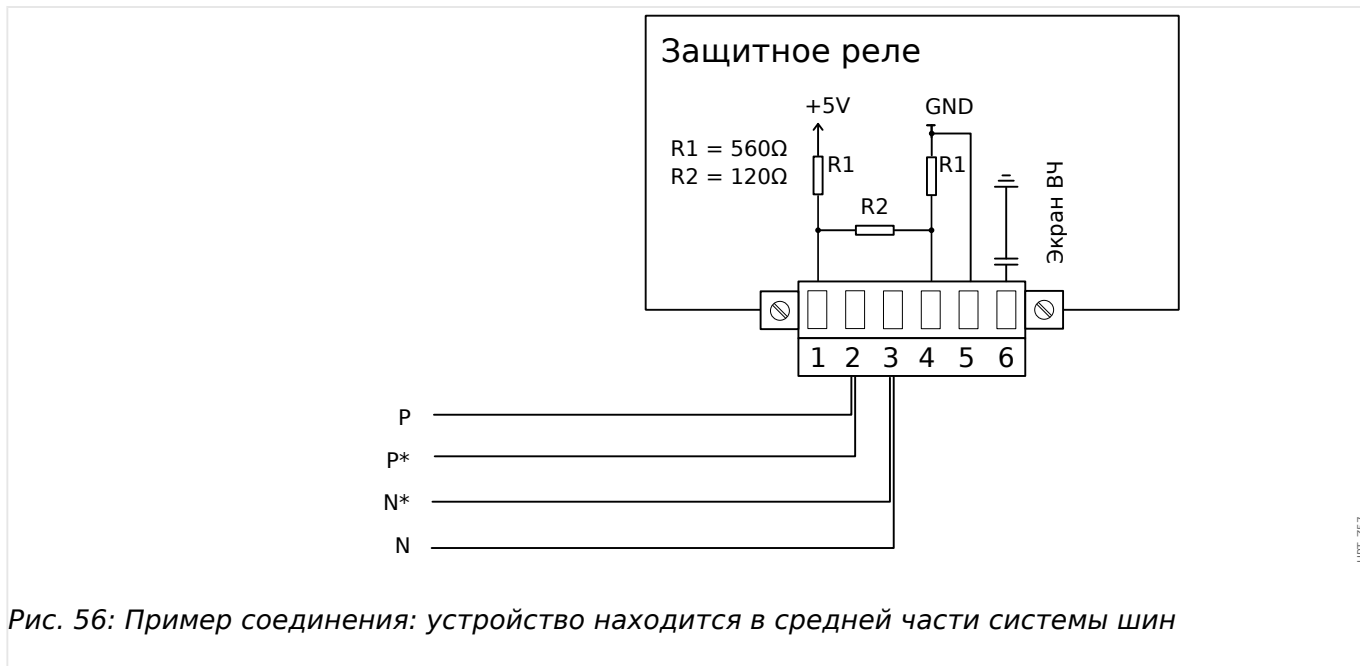 Защитное реле
+5V
GND
R1 = 560Ω
R2 = 120Ω
R1
R1
R2
Экран ВЧ
1 2 3 4 5 6
P
P*
N*
N
Рис. 56: Пример соединения: устройство находится в средней части системы шин